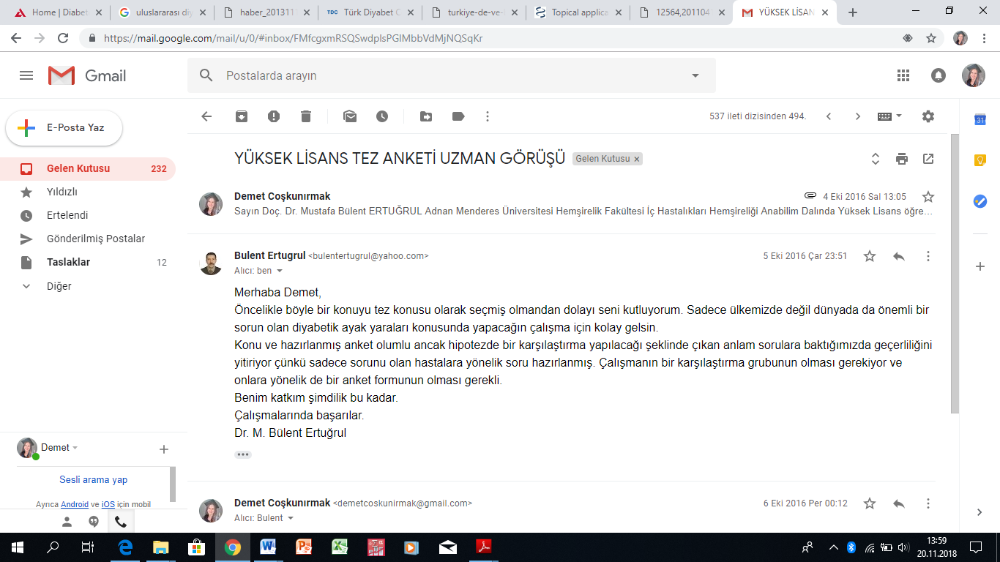 Home | Diabet
uluslararası diy
haber_201311
Türk Diyabet C
turkiye-de-ve-
Topical applica
12564,201104
YÜKSEK LİSAN
https://mail.google.com/mail/u/0/#inbox/FMfcgxmRSQSwdplsPGlMbbVdMjNQSqKr
Gmail
Postalarda arayın
E-Posta Yaz
537 ileti dizisinden 494.
31
YÜKSEK LİSANS TEZ ANKETİ UZMAN GÖRÜŞÜ
Gelen Kutusu x
Gelen Kutusu 232
Yıldızlı
Ertelendi
Gönderilmiş Postalar
Taslaklar 12
Diğer
Demet Coşkunırmak
4 Eki 2016 Sal 13:05
Sayın Doç. Dr. Mustafa Bülent ERTUĞRUL Adnan Menderes Üniversitesi Hemşirelik Fakültesi İç Hastalıkları Hemşireliği Anabilim Dalında Yüksek Lisans öğre...
Bulent Ertugrul <bulentertugrul@yahoo.com>
5 Eki 2016 Çar 23:51
Alıcı: ben
Merhaba Demet,
Öncelikle böyle bir konuyu tez konusu olarak seçmiş olmandan dolayı seni kutluyorum. Sadece ülkemizde değil dünyada da önemli bir
sorun olan diyabetik ayak yaraları konusunda yapacağın çalışma için kolay gelsin.
Konu ve hazırlanmış anket olumlu ancak hipotezde bir karşılaştırma yapılacağı şeklinde çıkan anlam sorulara baktığımızda geçerliliğini
yitiriyor çünkü sadece sorunu olan hastalara yönelik soru hazırlanmış. Çalışmanın bir karşılaştırma grubunun olması gerekiyor ve
onlara yönelik de bir anket formunun olması gerekli.
Benim katkım şimdilik bu kadar.
Çalışmalarında başarılar.
Dr. M. Bülent Ertuğrul
Demet Coşkunırmak <demetcoskunirmak@gmail.com>
6 Eki 2016 Per 00:12
Alıcı: Bulent
Demet
Sesli arama yap
Ayrıca Android ve iOS için mobil
13:59
20.11.2018